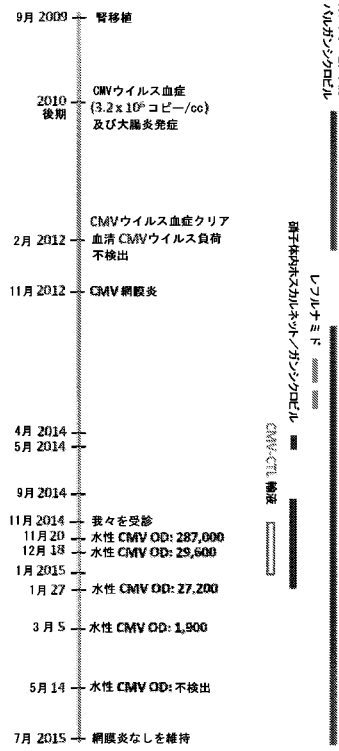 9月 2009 腎移植
2010
後期
CMVウイルス血症
(3.2 x 10⁶ コピー/cc)
及び大腸炎発症
2月 2012
CMVウイルス血症クリア
血清 CMVウイルス負荷
不検出
11月 2012 CMV 網膜炎
4月 2014
5月 2014
9月 2014
11月 2014 我々を受診
11月 20 水性 CMV OD: 287,000
12月 18 水性 CMV OD: 29,600
1月 2015
1月 27 水性 CMV OD: 27,200
3月 5 水性 CMV OD: 1,900
5月 14 水性 CMV OD: 不検出
7月 2015 網膜炎なしを維持
CMV-CTL 輸液
硝子体内ホスカルネット/ガンシクロビル
レフルナミド
バルガンシクロビル